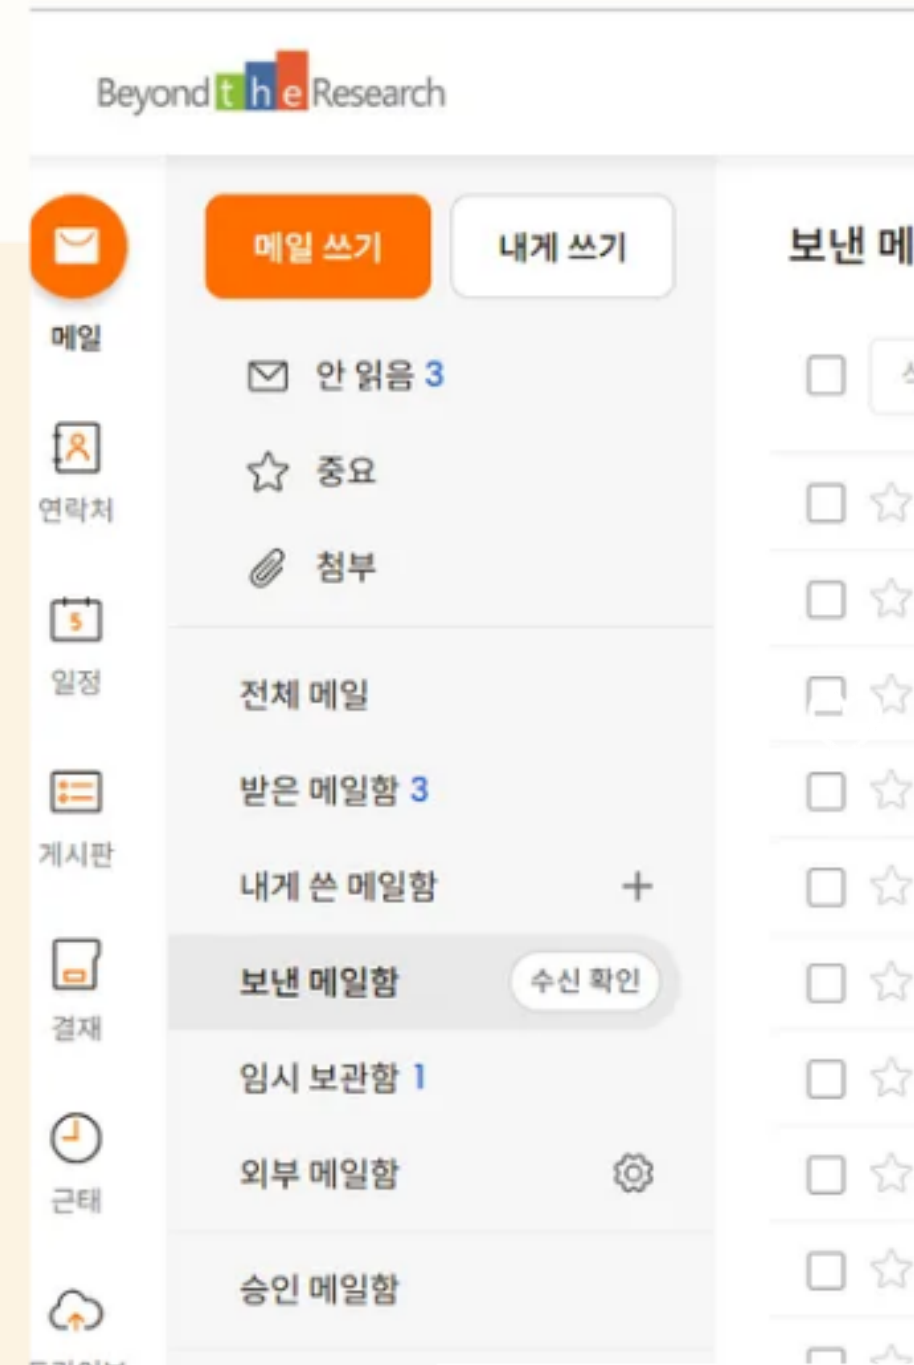 Beyond the Research
메일
연락처
5
일정
게시판
결재
근태
메일 쓰기
내게 쓰기
안 읽음 3
중요
첨부
전체 메일
받은 메일함 3
내게 쓴 메일함
보낸 메일함
수신 확인
임시 보관함 1
외부 메일함
승인 메일함
보낸 메